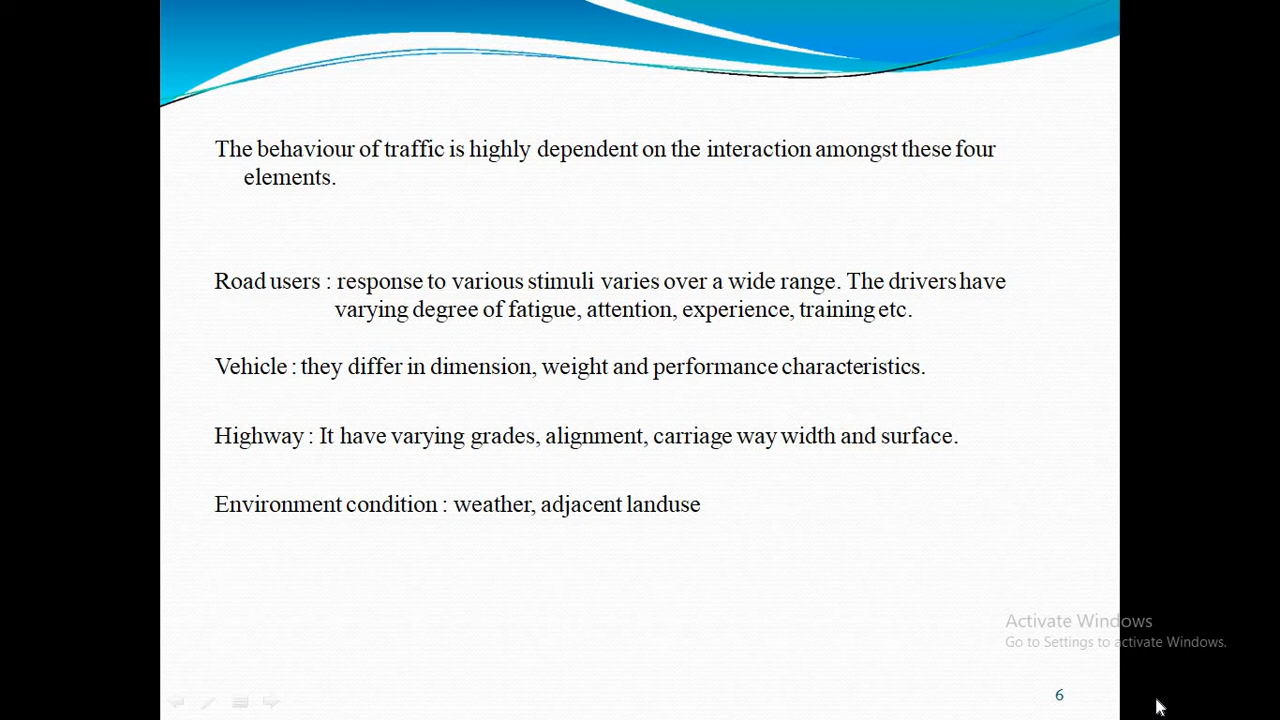 The behaviour of traffic is highly dependent on the interaction amongst these four
elements.
Road users : response to various stimuli varies over a wide range. The drivers have
varying degree of fatigue, attention, experience, training etc.
Vehicle : they differ in dimension, weight and performance characteristics.
Highway : It have varying grades, alignment, carriage way width and surface.
Environment condition : weather, adjacent landuse
Activate Windows
Go to Settings to activate Windows.
6